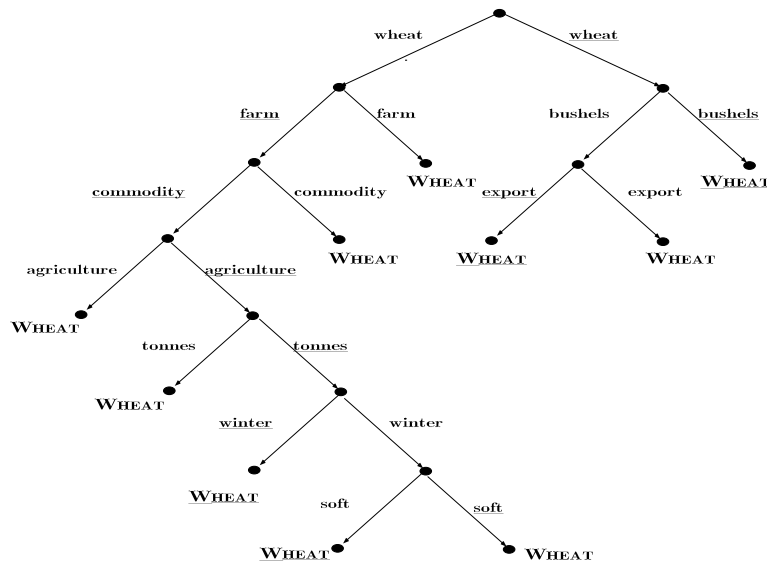 wheat
wheat
farm
farm
bushels
bushels
WHEAT
WHEAT
commodity
commodity
export
export
WHEAT
WHEAT
WHEAT
agriculture
agriculture
WHEAT
tonnes
tonnes
WHEAT
winter
winter
WHEAT
soft
soft
WHEAT
WHEAT